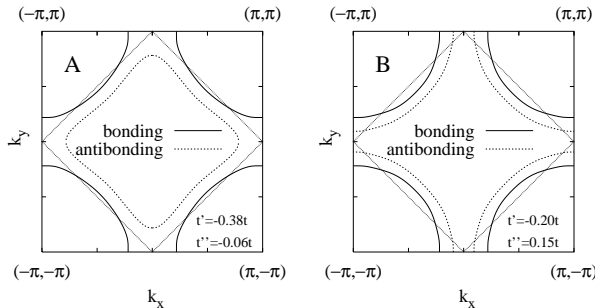 (−π,π)
(π,π)
(−π,π)
(π,π)
A
B
k_y
k_y
bonding
antibonding
bonding
antibonding
t'=-0.38t
t''=-0.06t
t'=-0.20t
t''=0.15t
(−π,−π)
(π,−π)
(−π,−π)
(π,−π)
k_x
k_x